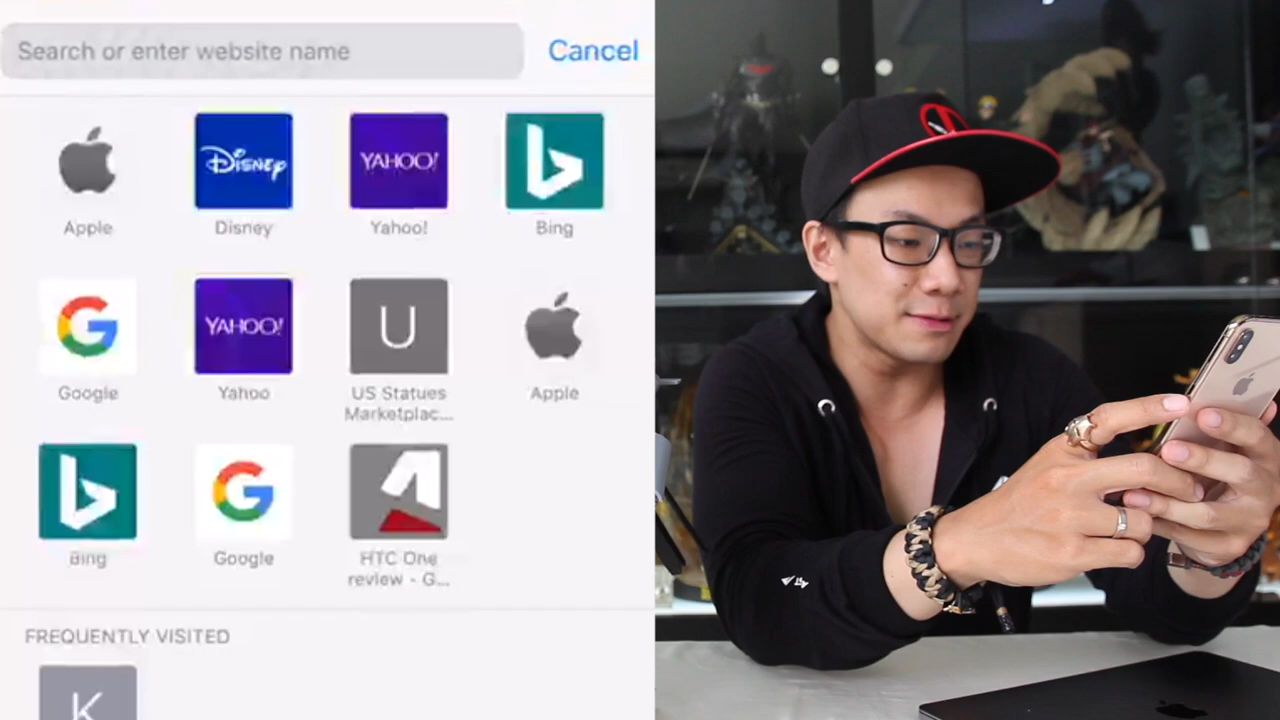 Search or enter website name Cancel
Disney YAHOO!
Apple Disney Yahoo! Bing
YAHOO! U
Google Yahoo US Statues Apple
Marketplac...
Bing Google HTC One
review - G...
FREQUENTLY VISITED
K